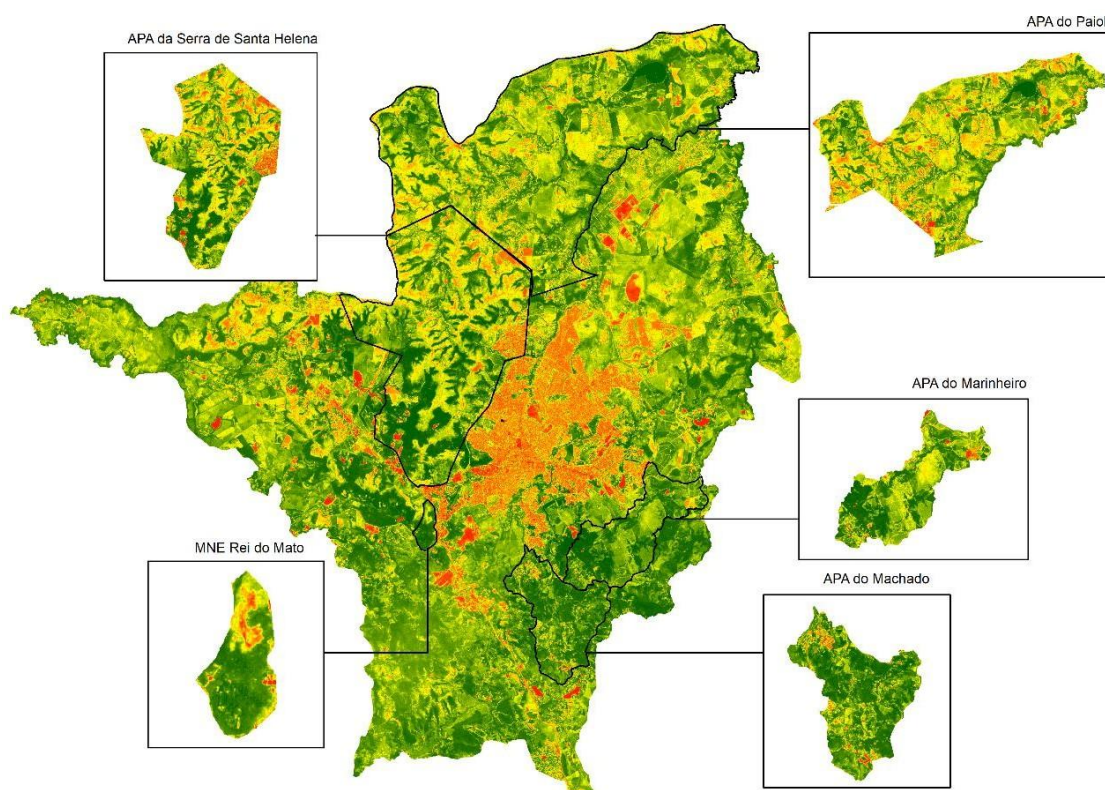 APA da Serra de Santa Helena
APA do Paiol
APA do Marinheiro
MNE Rei do Mato
APA do Machado